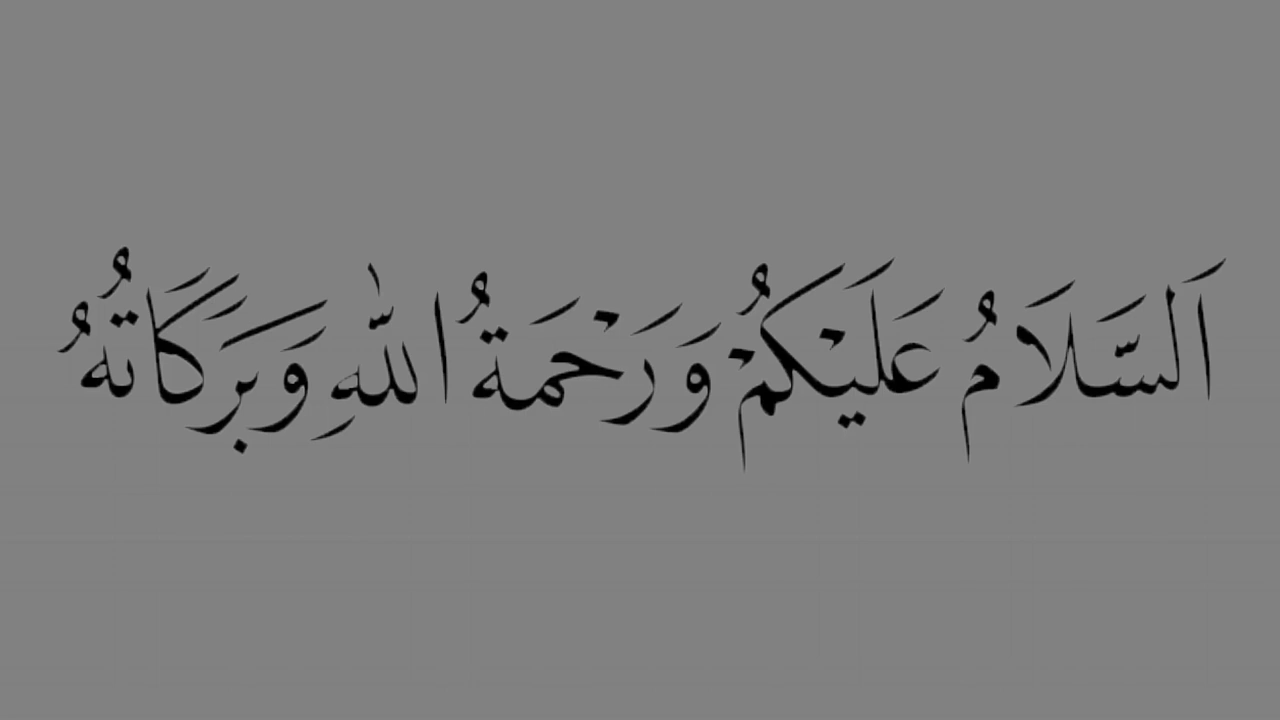 اَلسَّلَامُ عَلَيْكُمْ وَرَحْمَةُ اللّٰهِ وَبَرَكَاتُهُ